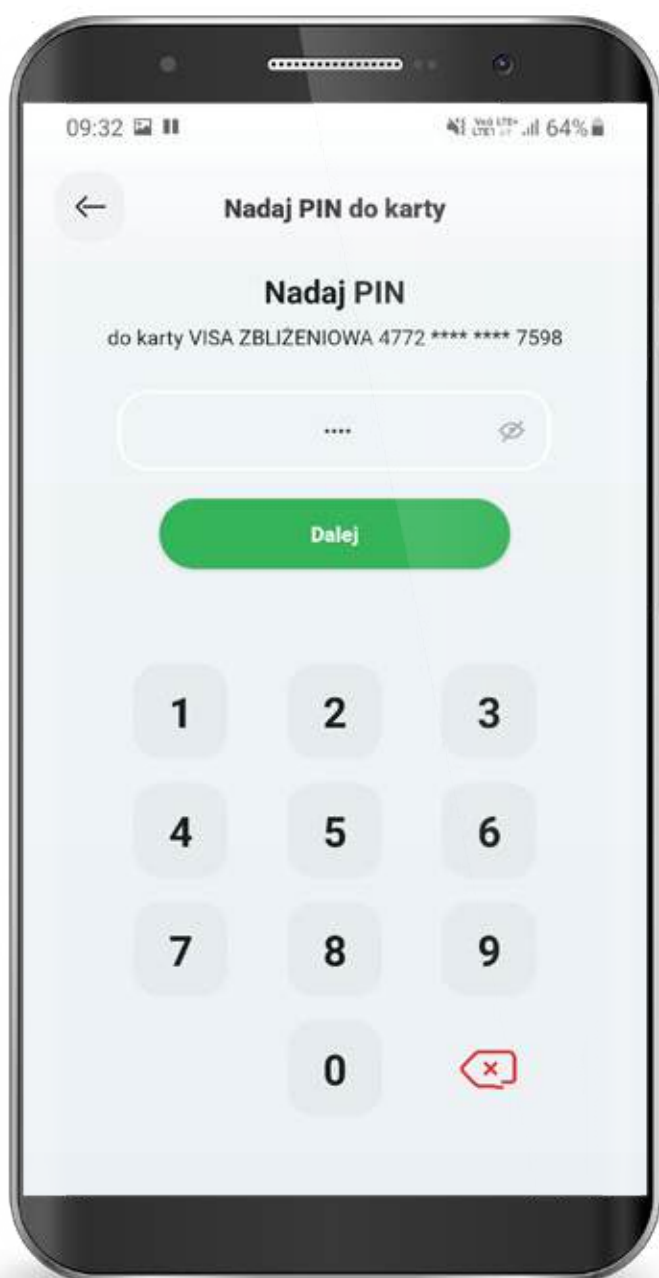 09:32 64%
Nadaj PIN do karty
Nadaj PIN
do karty VISA ZBLIŻENIOWA 4772 **** **** 7598
••••
Dalej
1 2 3
4 5 6
7 8 9
0